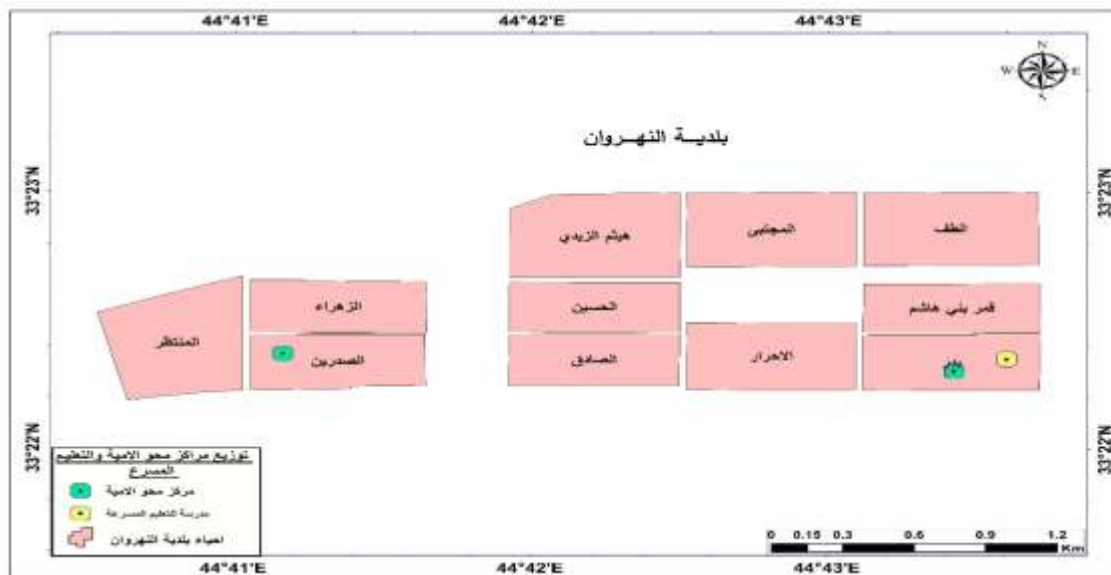 44°41'E 44°42'E 44°43'E
N
W E
S
بلديـــة النهـــروان
33°23'N 33°23'N
هيثم الزيدي المجتبى الطف
الزهراء الحسين قمر بني هاشم
المنتظر الصدرين الصادق الاحرار
33°22'N 33°22'N
توزيع مراكز محو الامية والتعليم
المسرع
مركز محو الامية
مدرسة التعليم المسرعة
احياء بلدية النهروان
0 0.15 0.3 0.6 0.9 1.2
Km
44°41'E 44°42'E 44°43'E